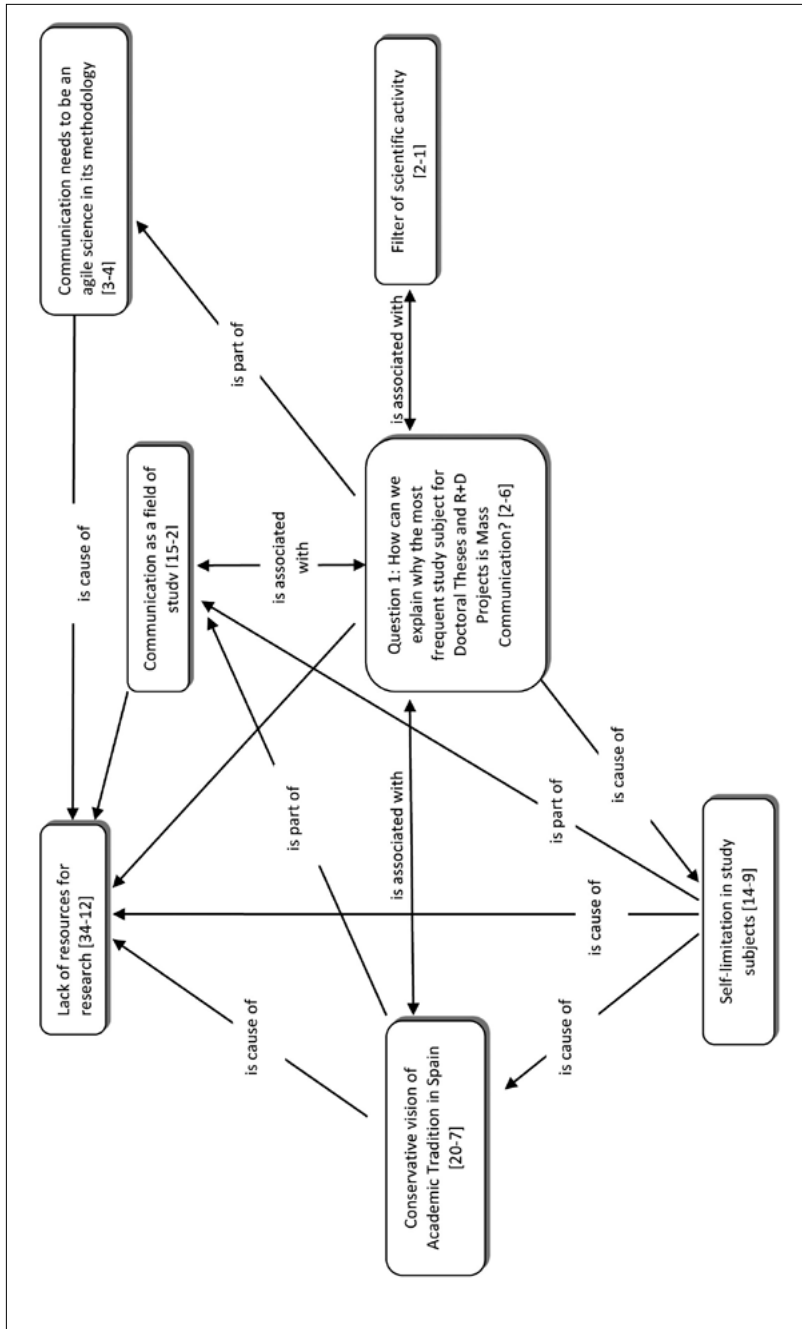 Lack of resources for
research [34-12]
is cause of
Communication needs to be an
agile science in its methodology
[3-4]
Communication as a field of
study [15-2]
is part of
is cause of
is part of
is associated
with
Conservative vision of
Academic Tradition in Spain
[20-7]
is associated with
Question 1: How can we
explain why the most
frequent study subject for
Doctoral Theses and R+D
Projects is Mass
Communication? [2-6]
is associated with
Filter of scientific activity
[2-1]
is part of
is cause of
is cause of
is cause of
Self-limitation in study
subjects [14-9]